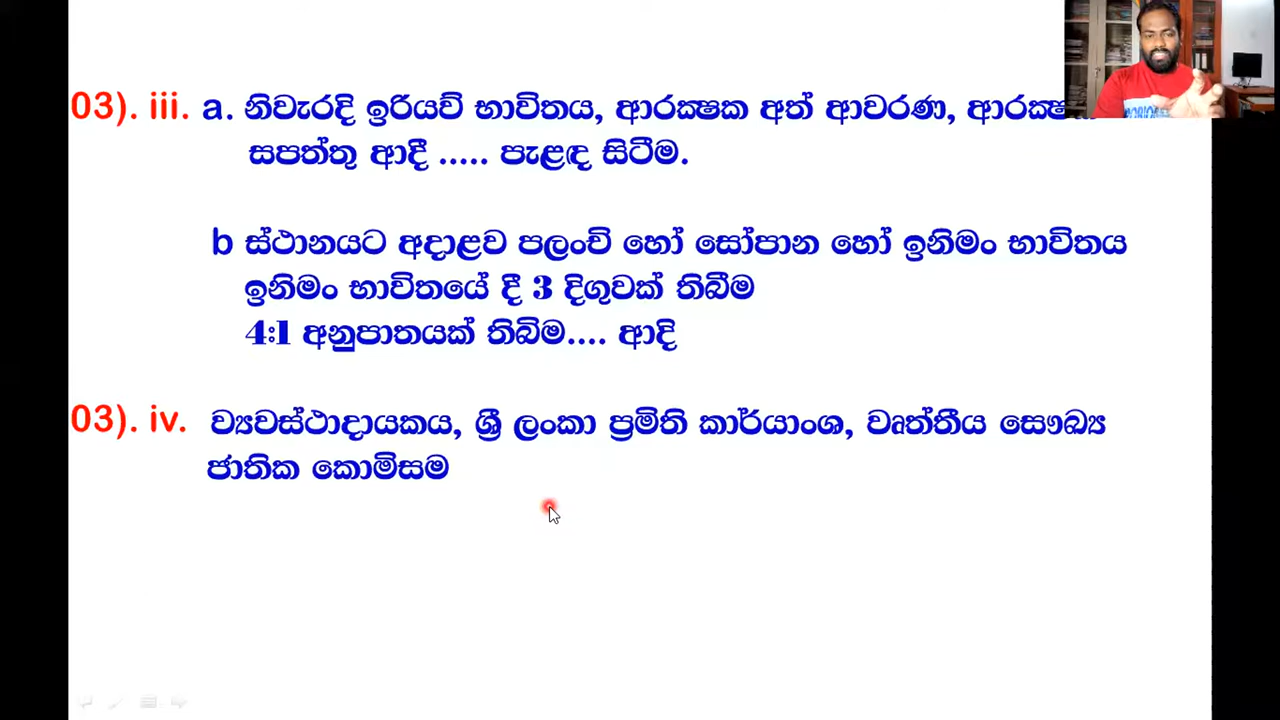 03). iii. a. නිවැරදි ඉරියව් භාවිතය, ආරක්ෂක අත් ආවරණ,
සපත්තු ආදී ..... පැළඳ සිටීම.
b ස්ථානයට අදාළව පලංචි හෝ සෝපාන හෝ ඉනිමං භාවිතය
ඉනිමං භාවිතයේ දී 3 දිගුවක් තිබීම
4:1 අනුපාතයක් තිබීම.... ආදි
03). iv. ව්‍යවස්ථාදායකය, ශ්‍රී ලංකා ප්‍රමිති කාර්යාංශ, වෘත්තීය සෞඛ්‍ය
ජාතික කොමිසම